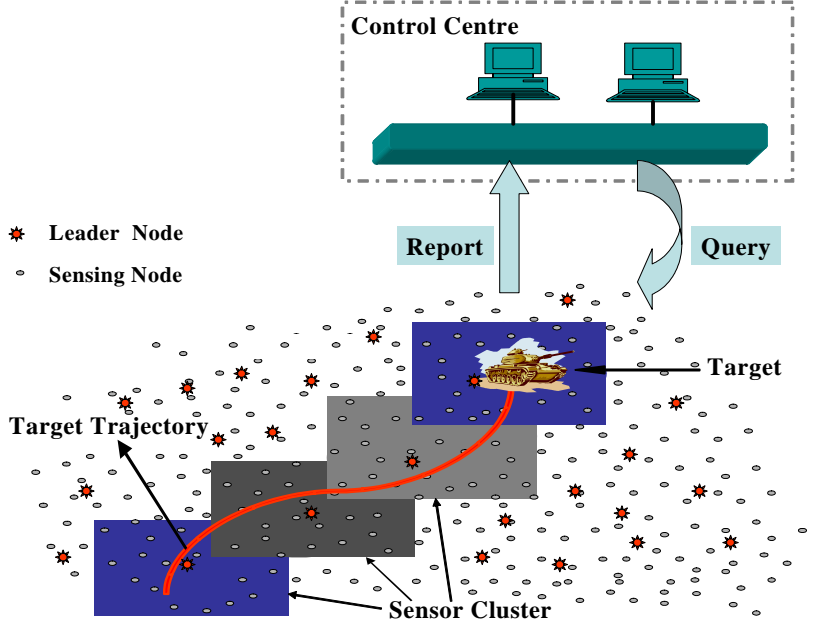 Control Centre
Leader Node
Report
Query
Sensing Node
Target
Target Trajectory
Sensor Cluster